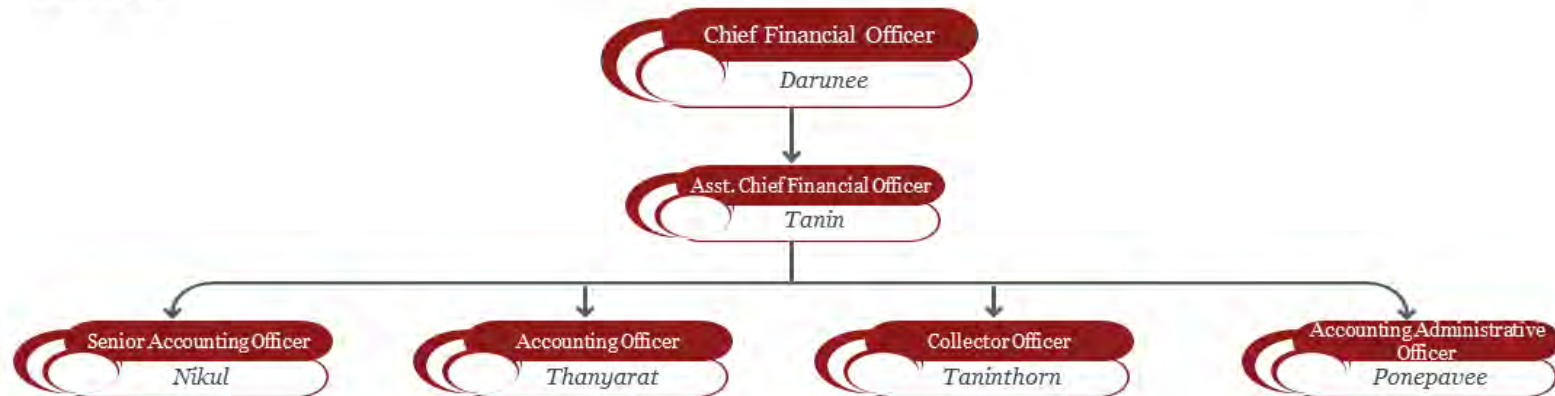 Chief Financial Officer
Darunee
Asst. Chief Financial Officer
Tanin
Senior Accounting Officer
Nikul
Accounting Officer
Thanyarat
Collector Officer
Taninthorn
Accounting Administrative
Officer
Ponepavee